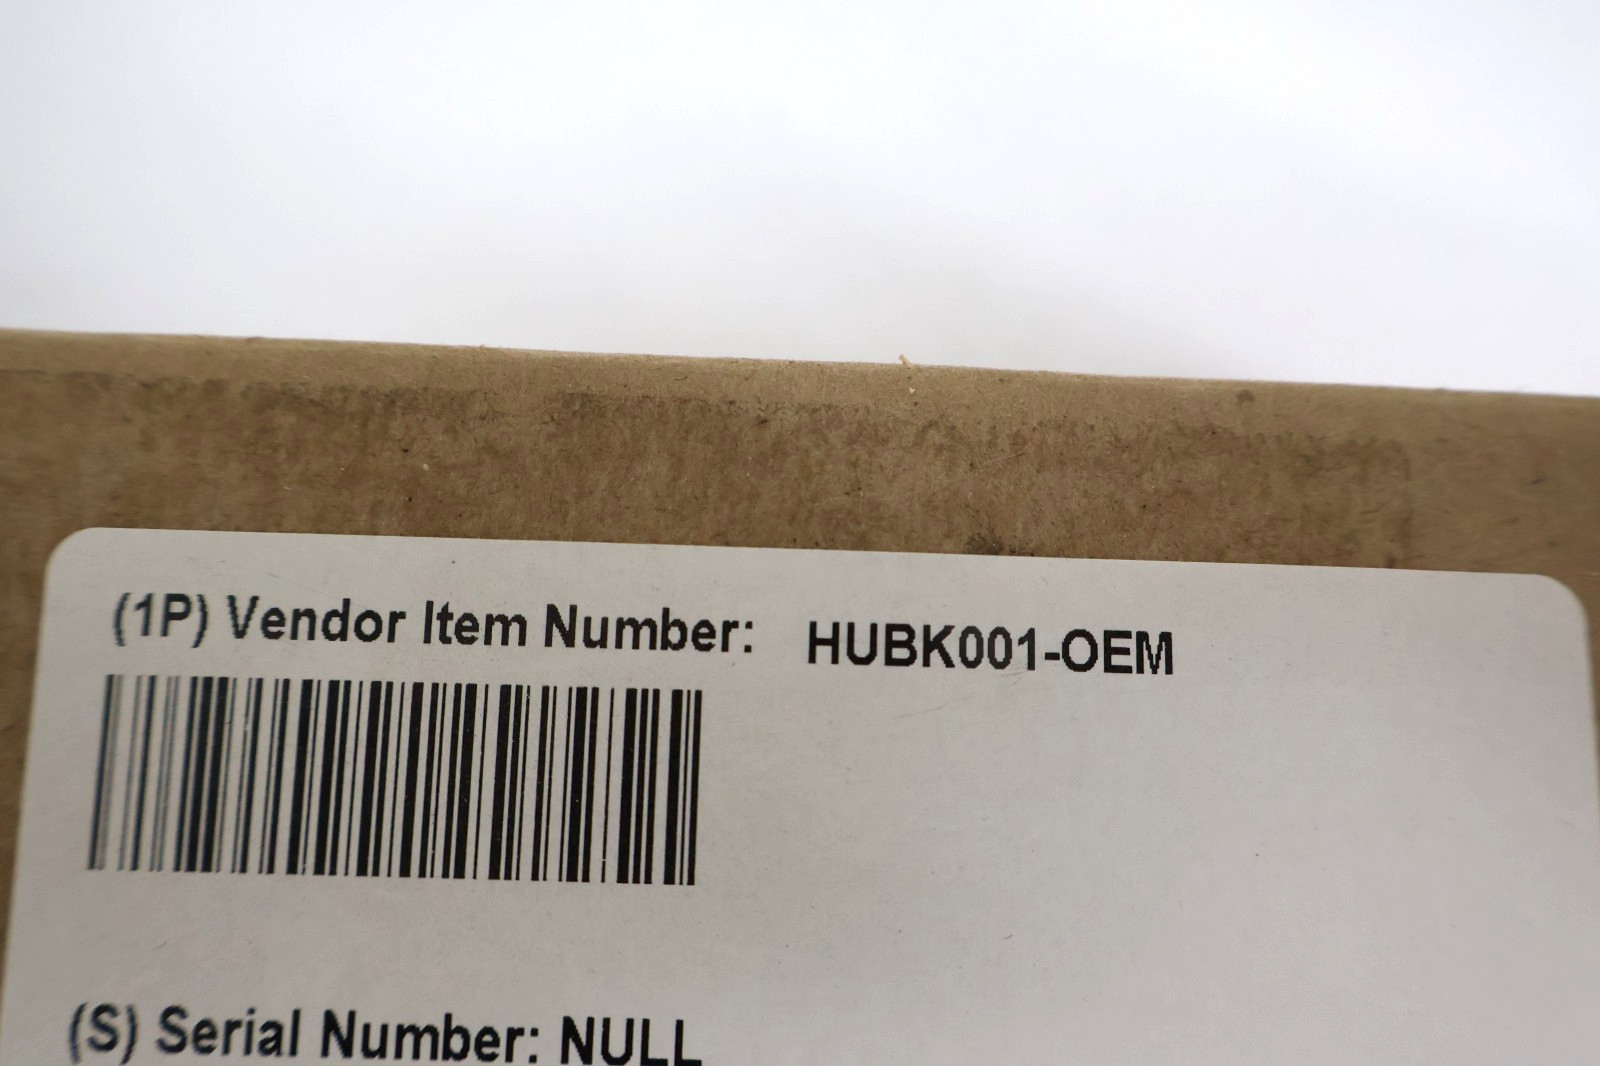 (1P) Vendor Item Number: HUBK001-OEM
(S) Serial Number: NULL